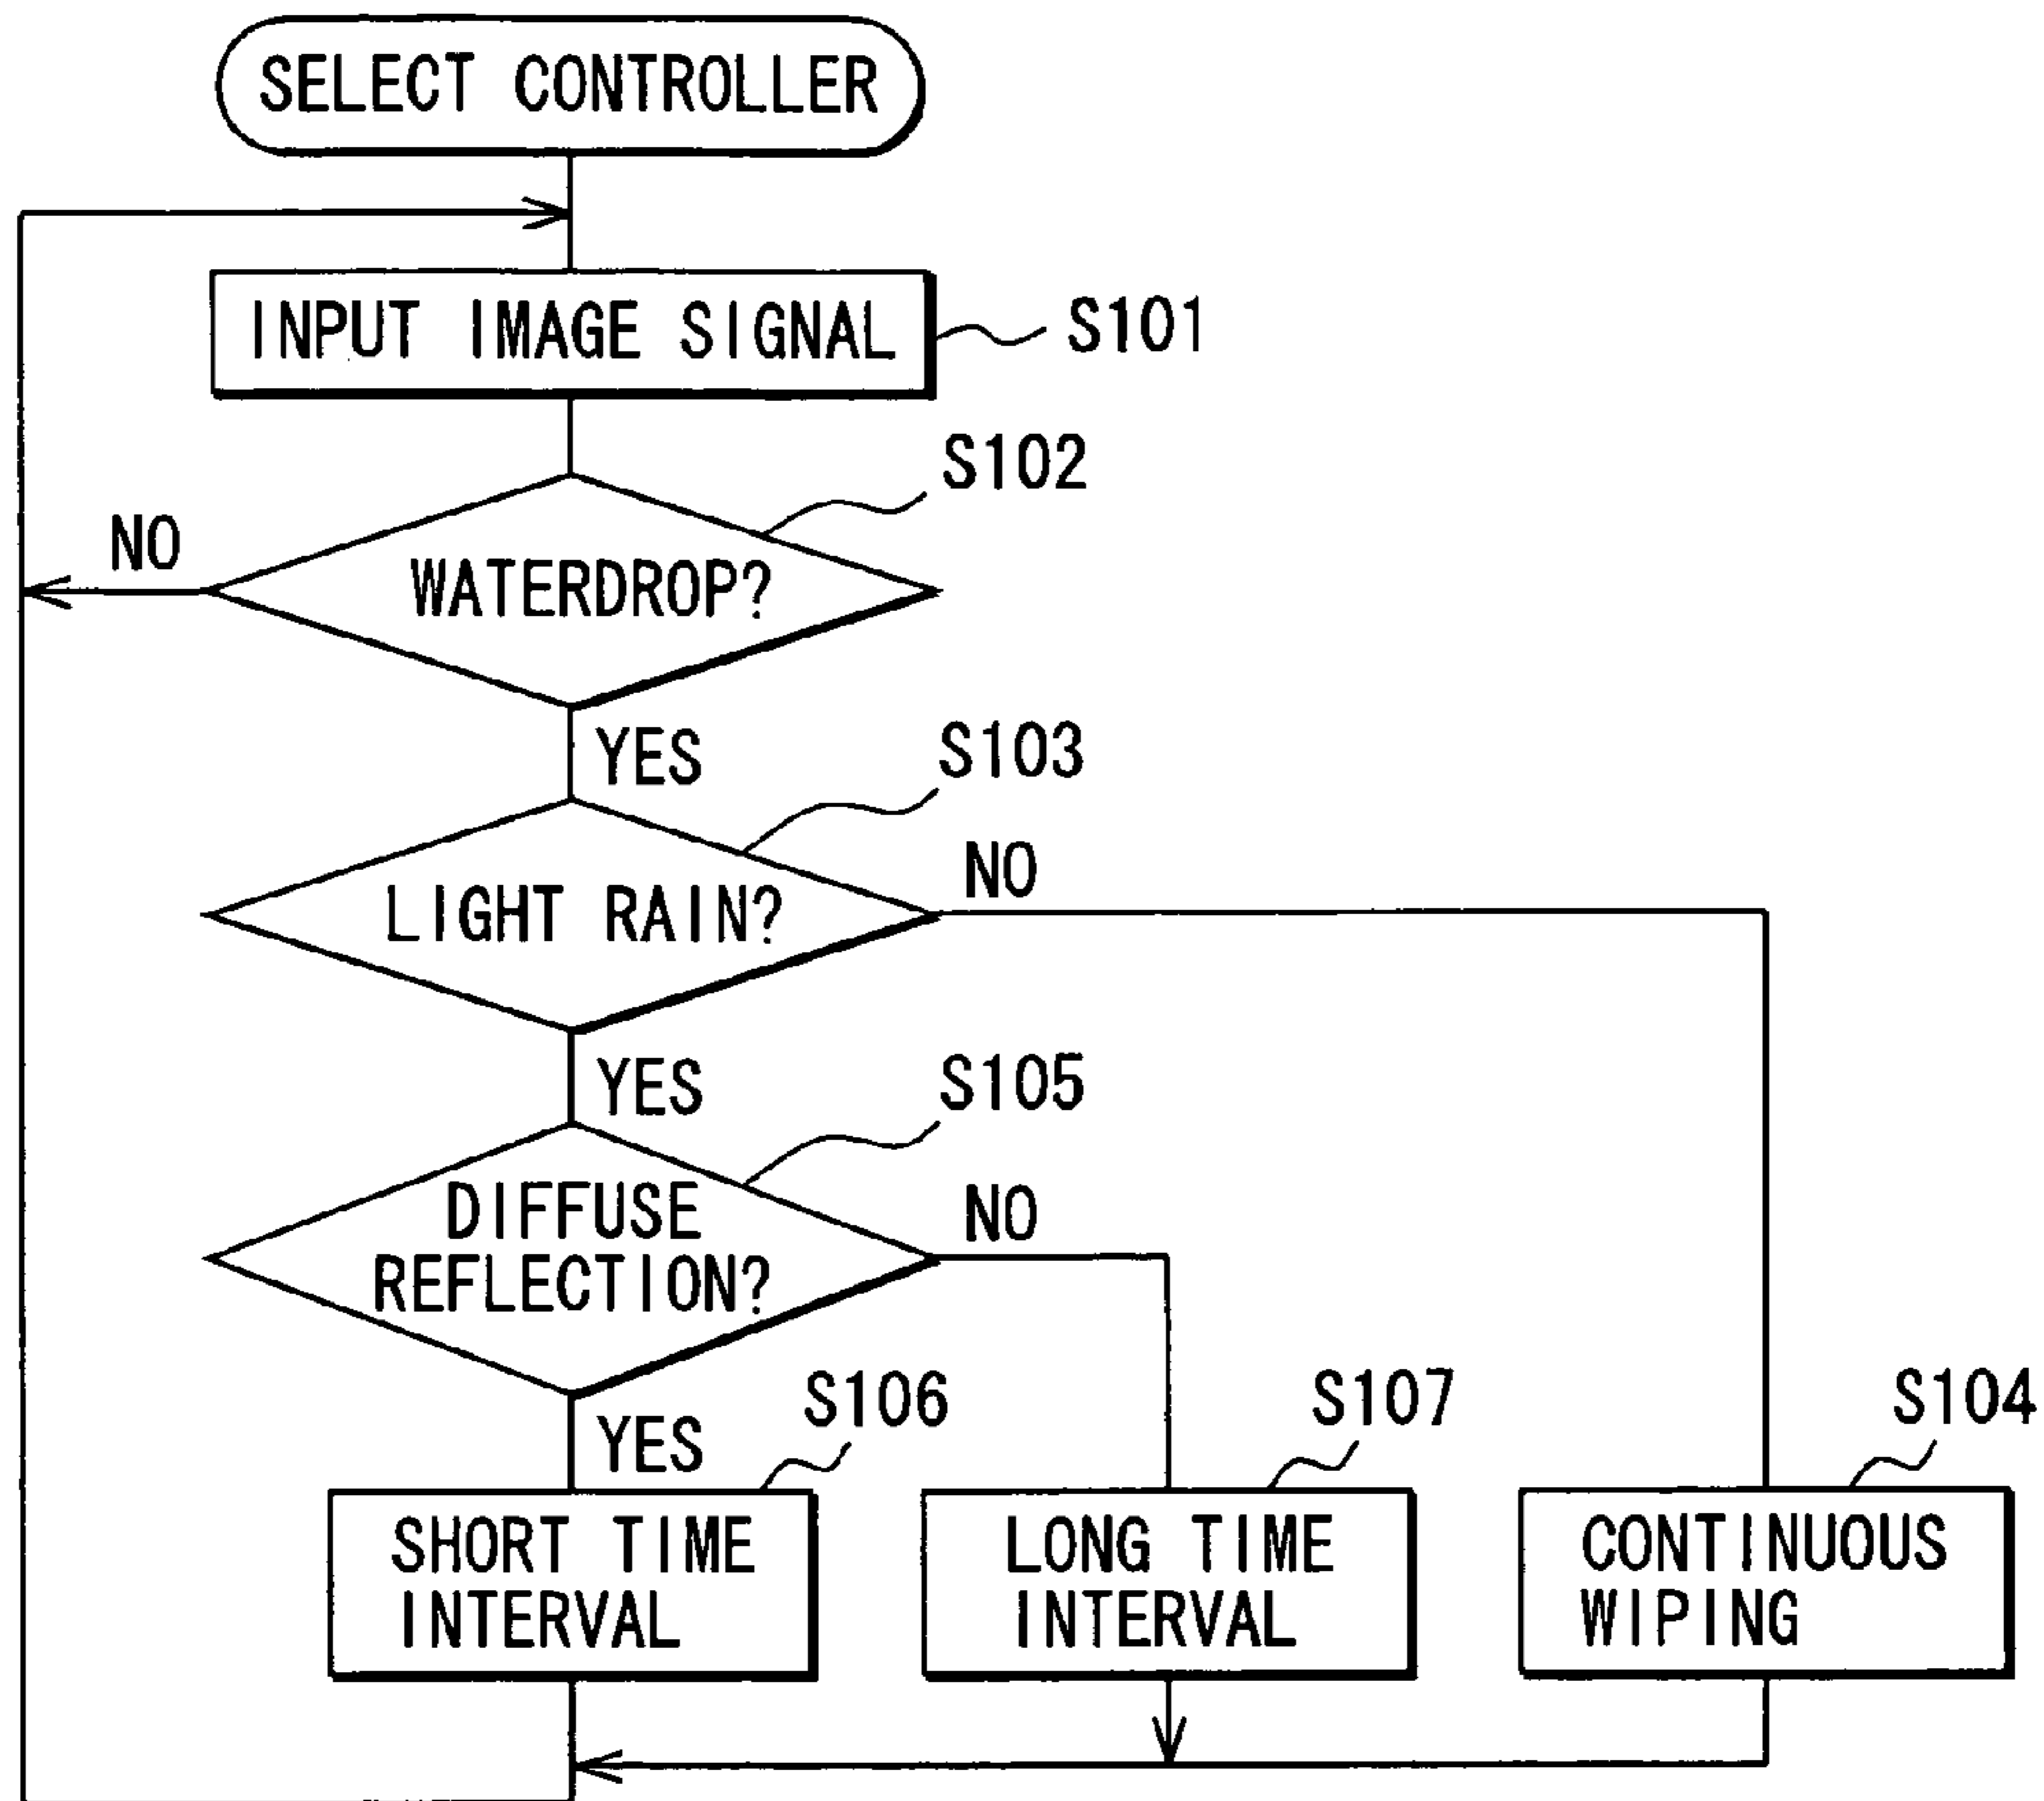 SELECT CONTROLLER
INPUT IMAGE SIGNAL
S101
S102
NO
WATERDROP?
YES
S103
NO
LIGHT RAIN?
YES
S105
DIFFUSE
REFLECTION?
NO
YES
S106
S107
S104
SHORT TIME
INTERVAL
LONG TIME
INTERVAL
CONTINUOUS
WIPING